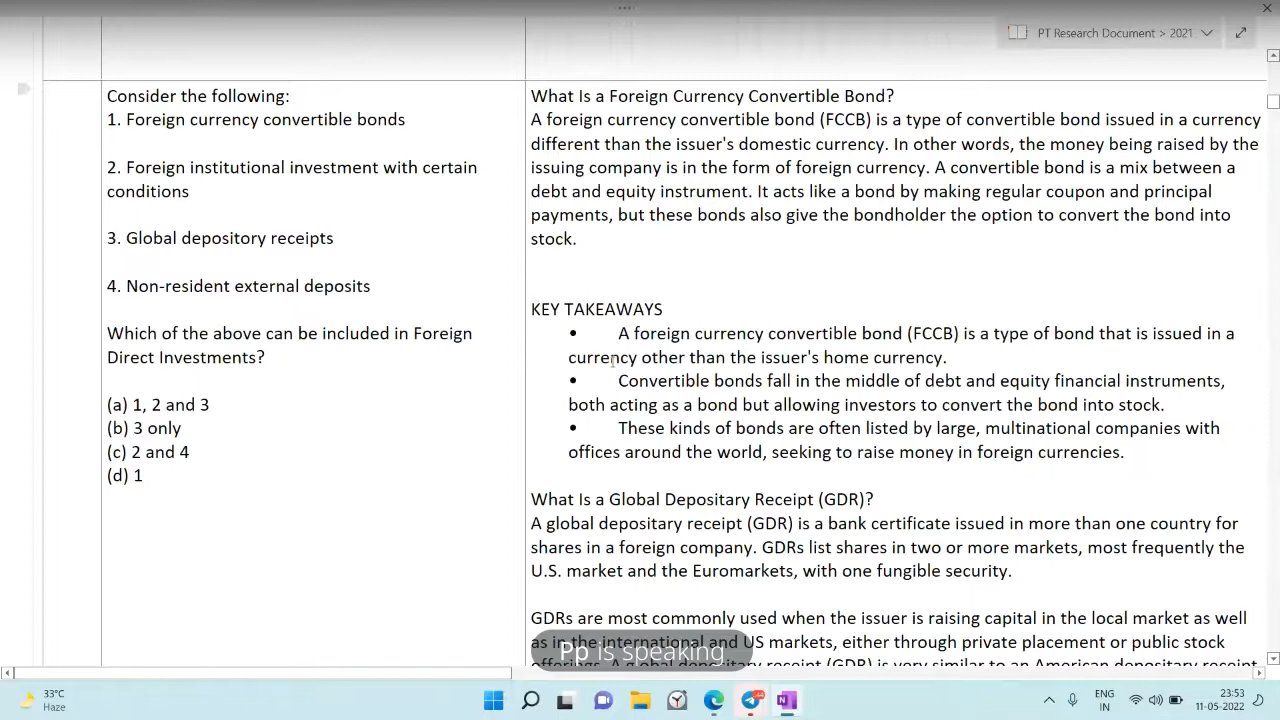 PT Research Document > 2021
Consider the following:
1. Foreign currency convertible bonds
2. Foreign institutional investment with certain
conditions
3. Global depository receipts
4. Non-resident external deposits
Which of the above can be included in Foreign
Direct Investments?
(a) 1, 2 and 3
(b) 3 only
(c) 2 and 4
(d) 1
What Is a Foreign Currency Convertible Bond?
A foreign currency convertible bond (FCCB) is a type of convertible bond issued in a currency
different than the issuer's domestic currency. In other words, the money being raised by the
issuing company is in the form of foreign currency. A convertible bond is a mix between a
debt and equity instrument. It acts like a bond by making regular coupon and principal
payments, but these bonds also give the bondholder the option to convert the bond into
stock.
KEY TAKEAWAYS
• A foreign currency convertible bond (FCCB) is a type of bond that is issued in a
currency other than the issuer's home currency.
• Convertible bonds fall in the middle of debt and equity financial instruments,
both acting as a bond but allowing investors to convert the bond into stock.
• These kinds of bonds are often listed by large, multinational companies with
offices around the world, seeking to raise money in foreign currencies.
What Is a Global Depositary Receipt (GDR)?
A global depositary receipt (GDR) is a bank certificate issued in more than one country for
shares in a foreign company. GDRs list shares in two or more markets, most frequently the
U.S. market and the Euromarkets, with one fungible security.
GDRs are most commonly used when the issuer is raising capital in the local market as well
as in the international and US markets, either through private placement or public stock
offerings. A global depositary receipt (GDR) is very similar to an American depositary receipt
Pp is speaking
33°C
Haze
44
ENG
IN
23:53
11-05-2022